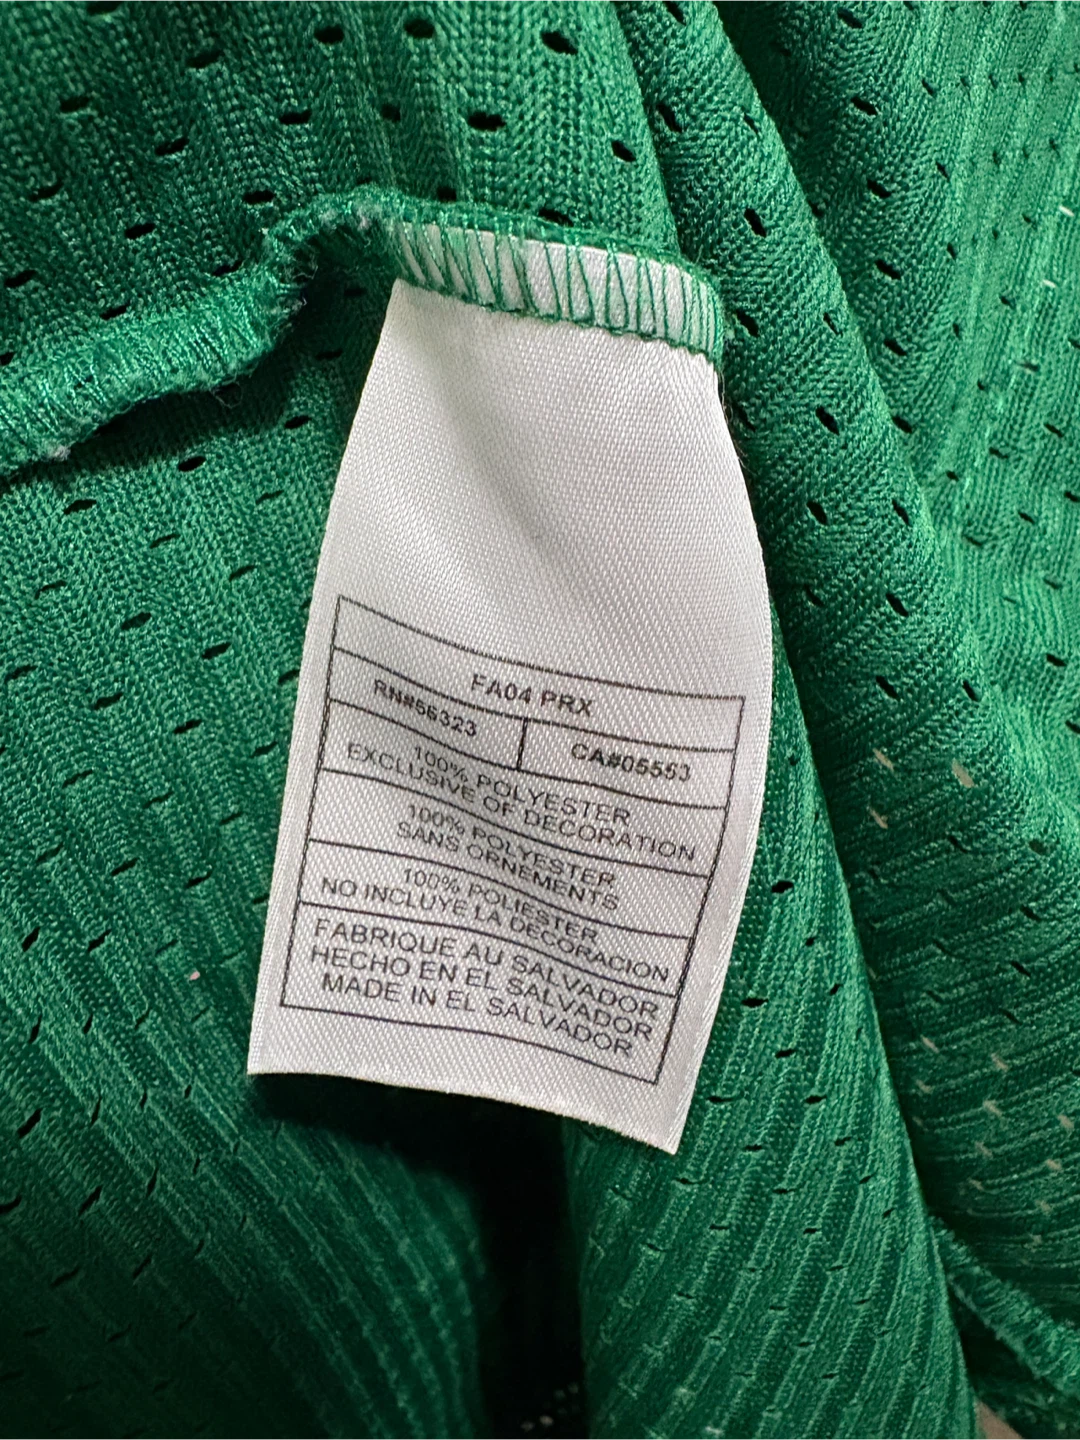 FA04 PRX
RN#56323
CA#05553
100% POLYESTER
EXCLUSIVE OF DECORATION
100% POLYESTER
SANS ORNEMENTS
100% POLIESTER
NO INCLUYE LA DECORACION
FABRIQUE AU SALVADOR
HECHO EN EL SALVADOR
MADE IN EL SALVADOR